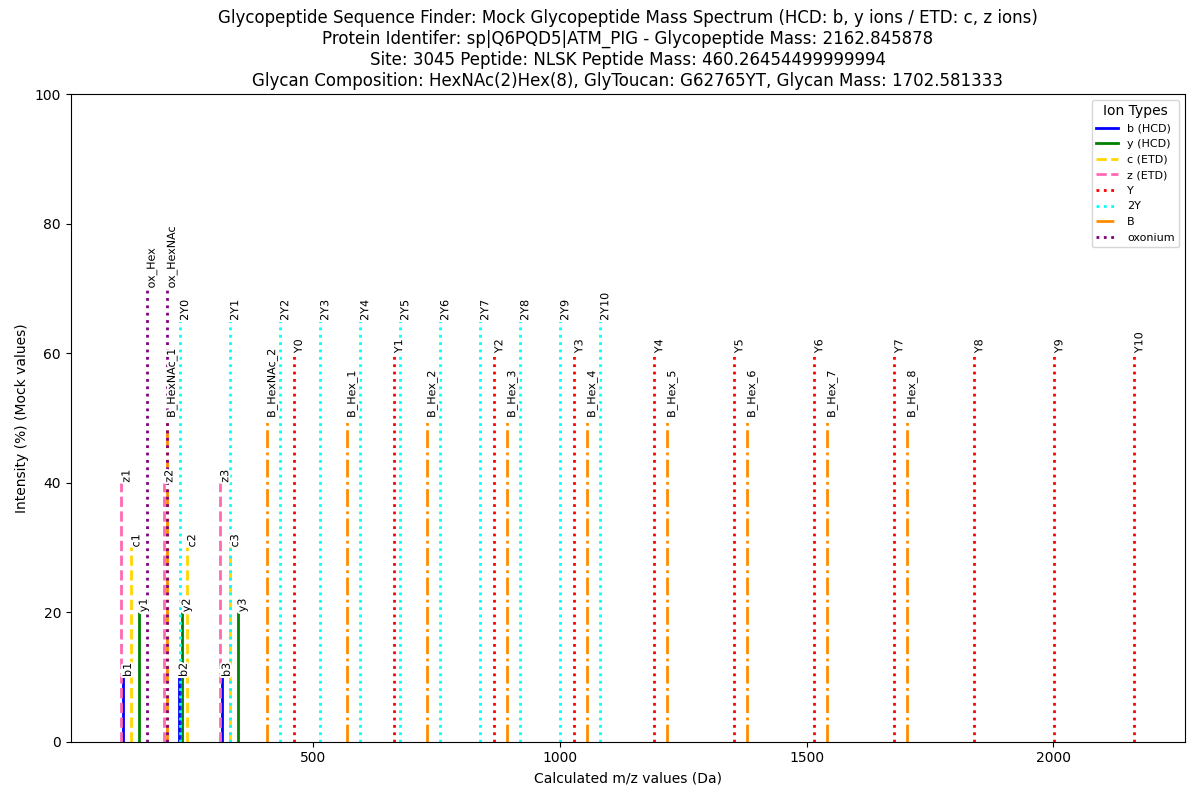 Glycopeptide Sequence Finder: Mock Glycopeptide Mass Spectrum (HCD: b, y ions / ETD: c, z ions)
Protein Identifer: sp|Q6PQD5|ATM_PIG - Glycopeptide Mass: 2162.845878
Site: 3045 Peptide: NLSK Peptide Mass: 460.26454499999994
Glycan Composition: HexNAc(2)Hex(8), GlyToucan: G62765YT, Glycan Mass: 1702.581333
Intensity (%) (Mock values)
100
80
60
40
20
0
Ion Types
b (HCD)
y (HCD)
c (ETD)
z (ETD)
Y
2Y
B
oxonium
ox_Hex
ox_HexNAc
2Y0
2Y1
2Y2
2Y3
2Y4
2Y5
2Y6
2Y7
2Y8
2Y9
2Y10
Y0
Y1
Y2
Y3
Y4
Y5
Y6
Y7
Y8
Y9
Y10
B_HexNAc_1
B_HexNAc_2
B_Hex_1
B_Hex_2
B_Hex_3
B_Hex_4
B_Hex_5
B_Hex_6
B_Hex_7
B_Hex_8
z1
z2
z3
c1
c2
c3
y1
y2
y3
b1
b2
b3
500
1000
1500
2000
Calculated m/z values (Da)